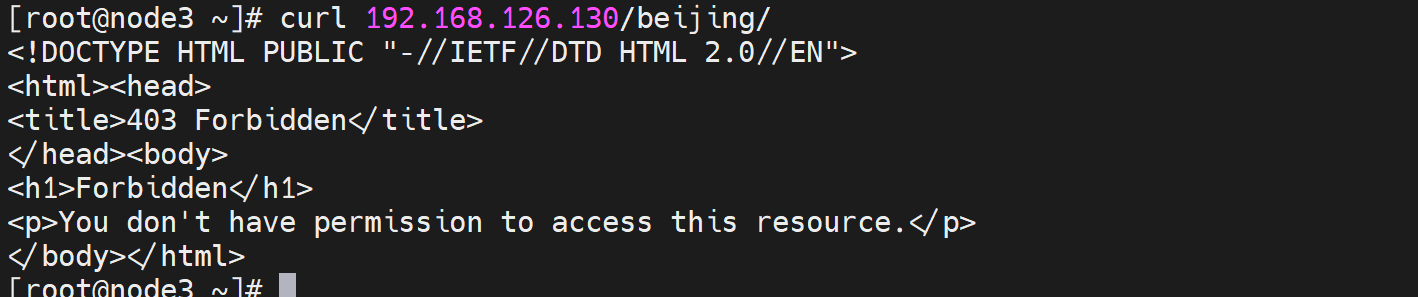 [root@node3 ~]# curl 192.168.126.130/beijing/
<!DOCTYPE HTML PUBLIC "-//IETF//DTD HTML 2.0//EN">
<html><head>
<title>403 Forbidden</title>
</head><body>
<h1>Forbidden</h1>
<p>You don't have permission to access this resource.</p>
</body></html>
[root@node3 ~]#